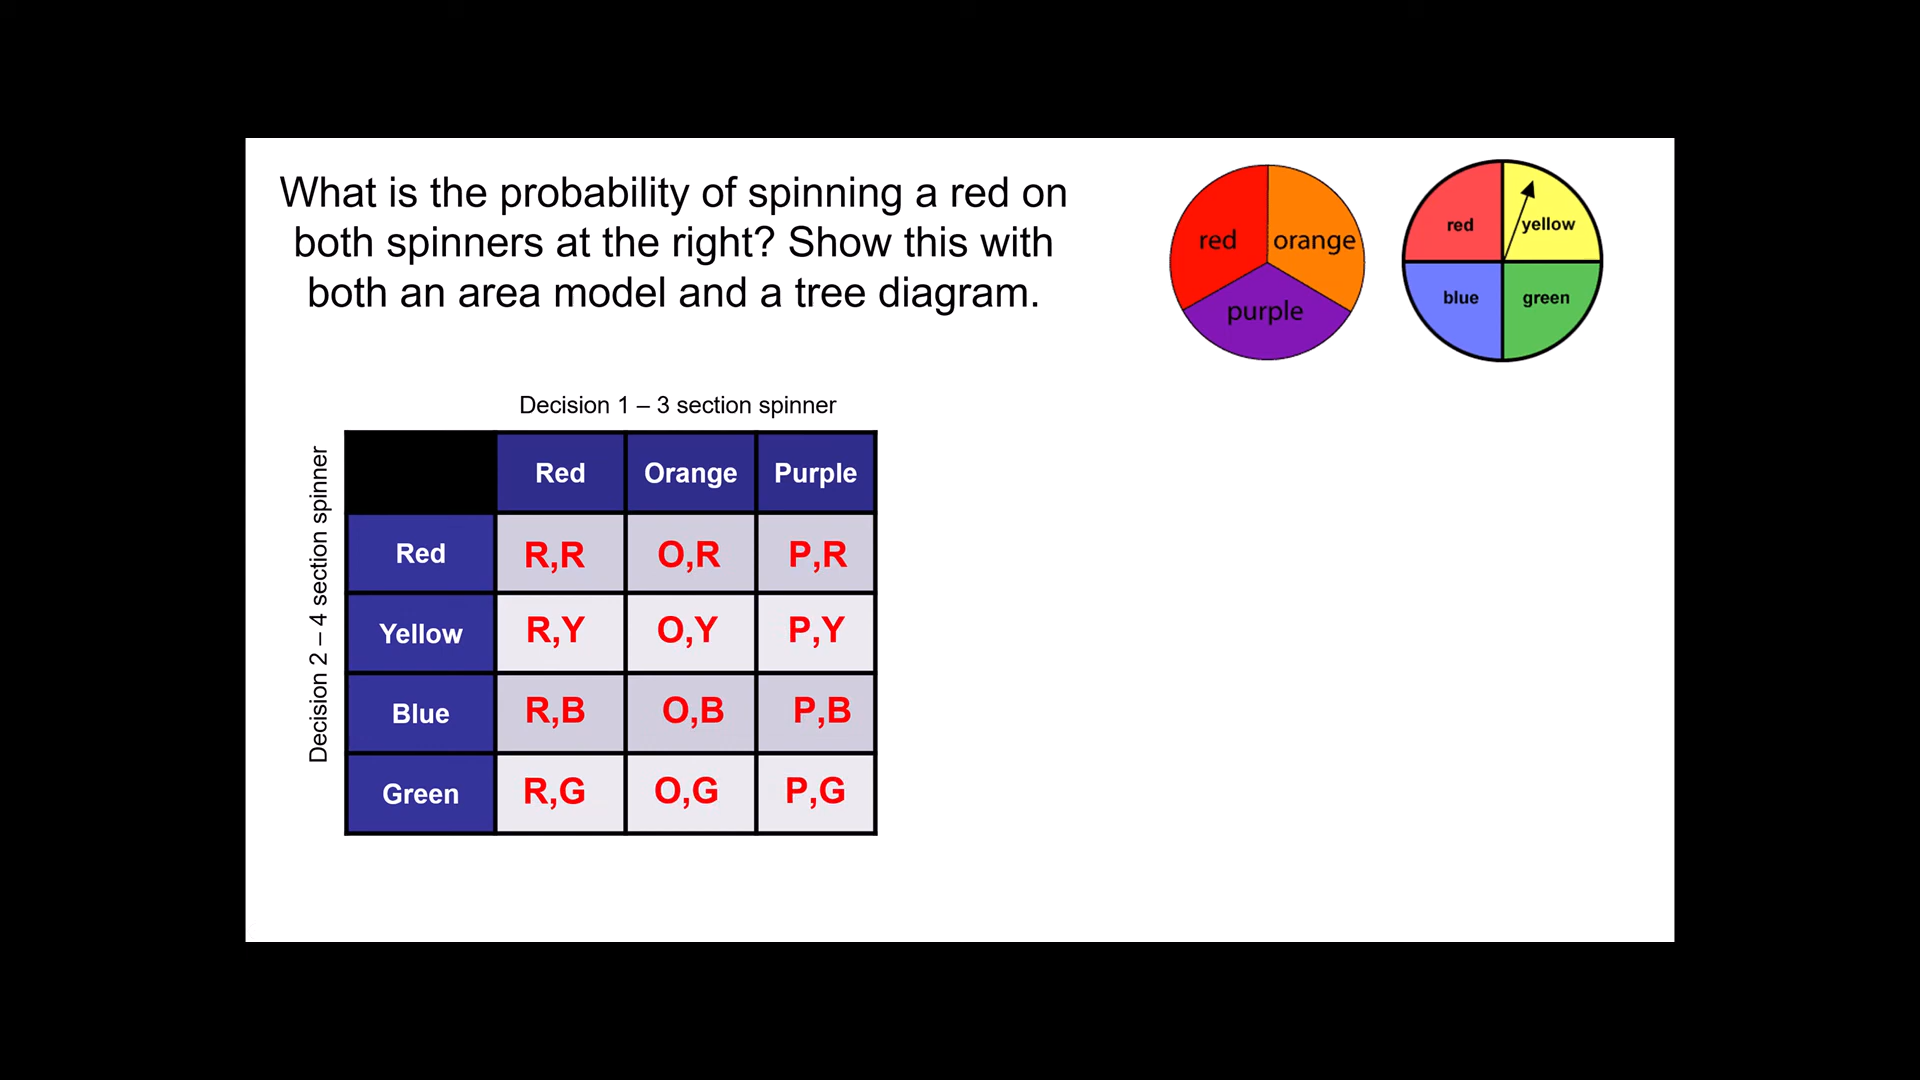 What is the probability of spinning a red on
both spinners at the right? Show this with
both an area model and a tree diagram.
red
orange
purple
red
yellow
blue
green
Decision 1 – 3 section spinner
Decision 2 – 4 section spinner
Red Orange Purple
Red R,R O,R P,R
Yellow R,Y O,Y P,Y
Blue R,B O,B P,B
Green R,G O,G P,G